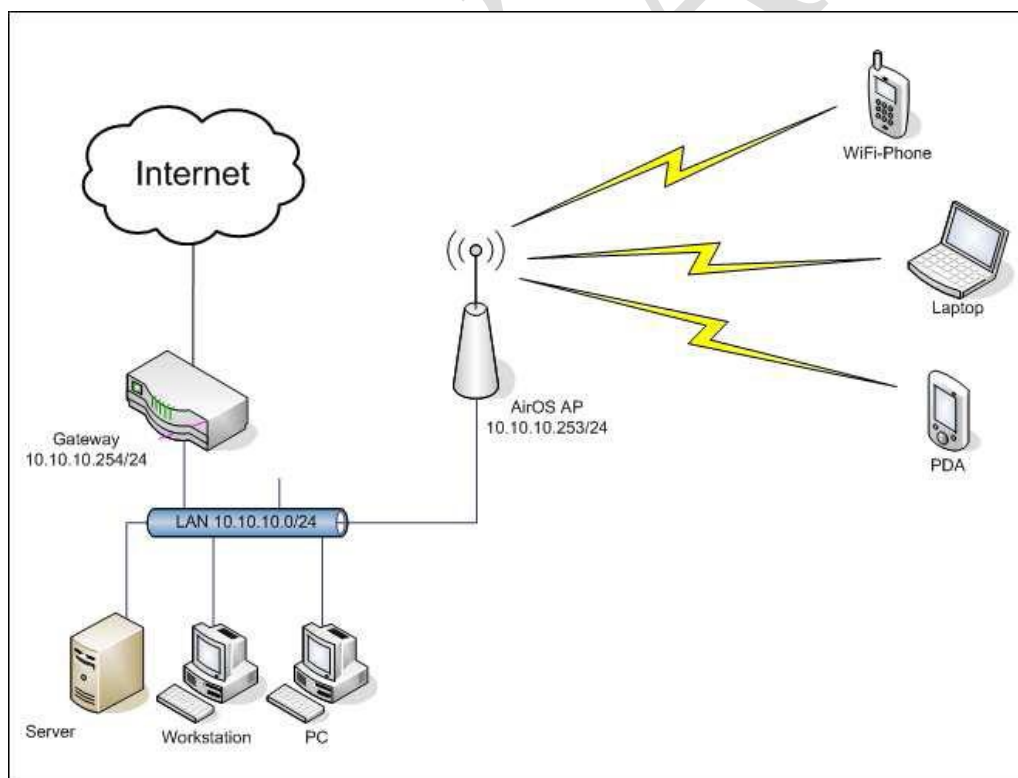 Internet
WiFi-Phone
Laptop
AirOS AP
10.10.10.253/24
Gateway
10.10.10.254/24
PDA
LAN 10.10.10.0/24
Server
Workstation
PC